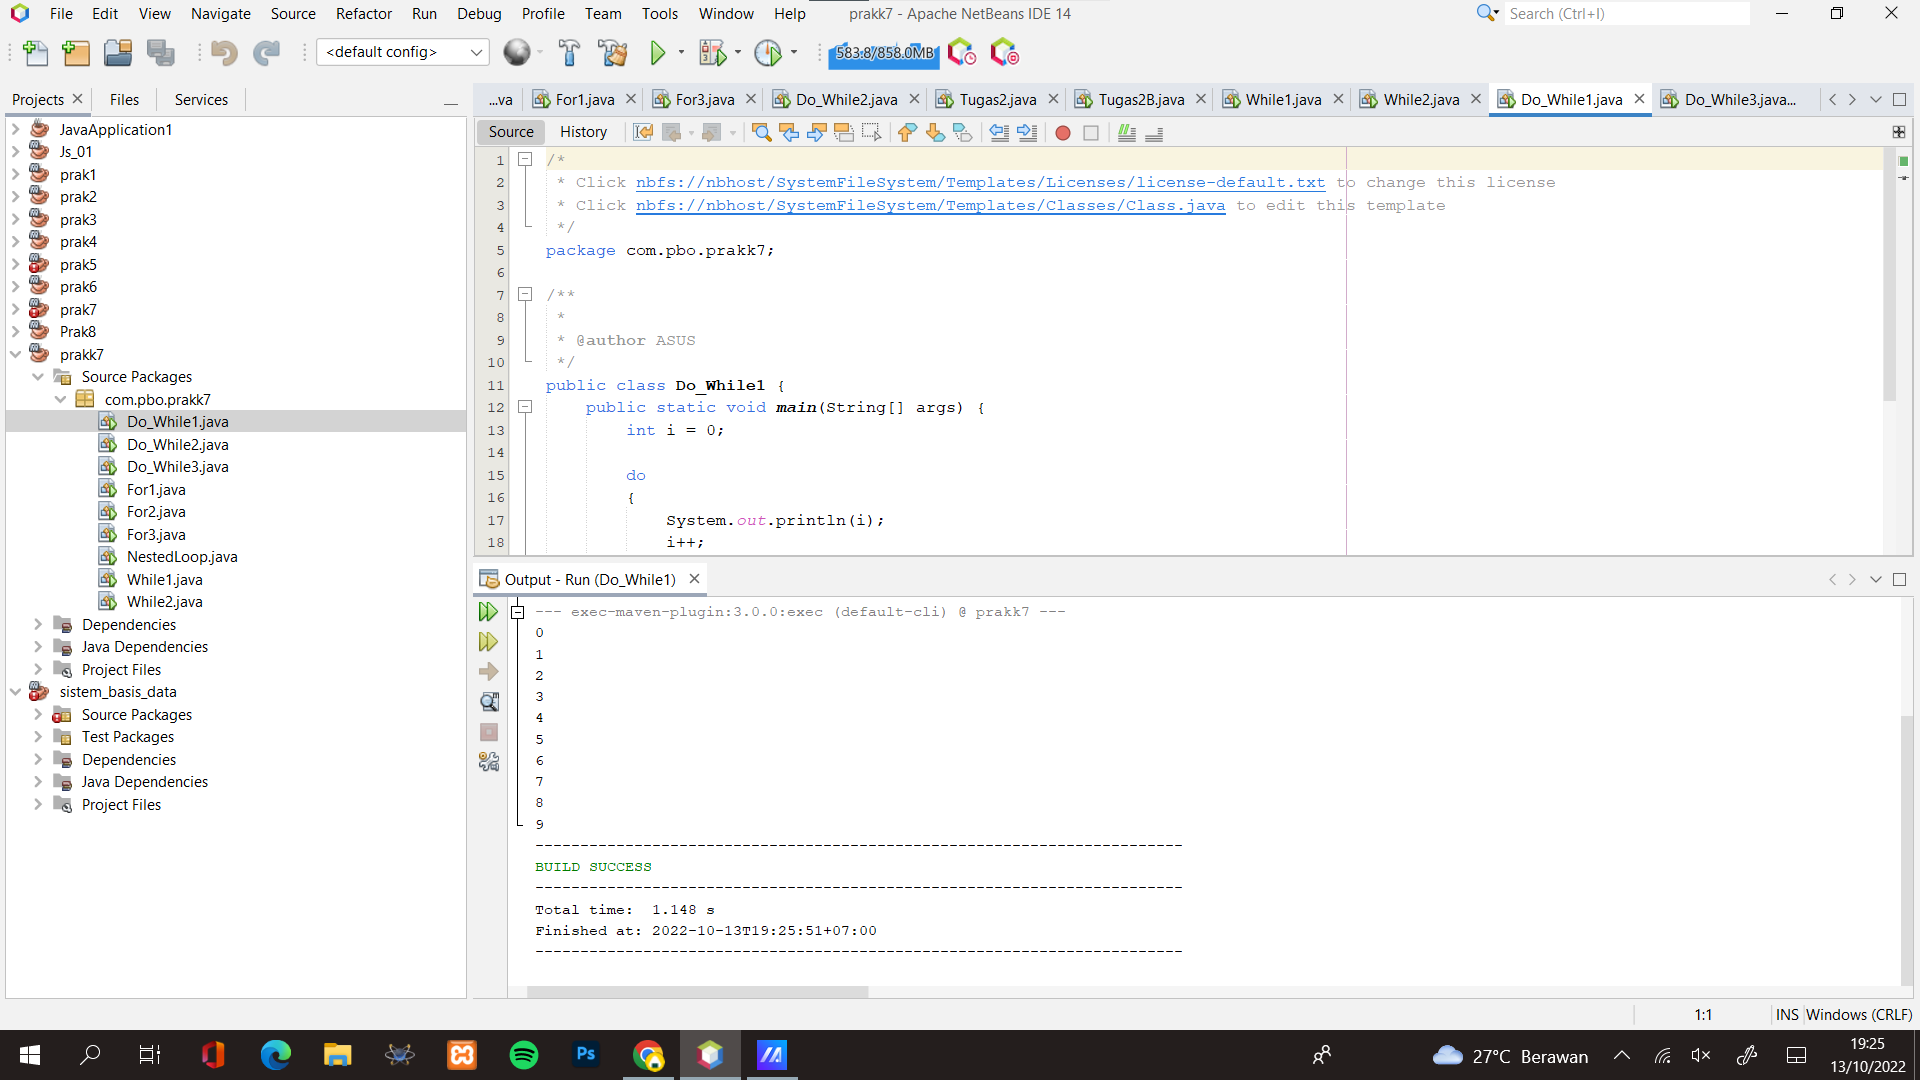 File Edit View Navigate Source Refactor Run Debug Profile Team Tools Window Help prakk7 - Apache NetBeans IDE 14 Search (Ctrl+I)
<default config> 583.8/858.0MB
Projects Files Services
...va For1.java For3.java Do_While2.java Tugas2.java Tugas2B.java While1.java While2.java Do_While1.java Do_While3.java...
JavaApplication1
Js_01
prak1
prak2
prak3
prak4
prak5
prak6
prak7
Prak8
prakk7
Source Packages
com.pbo.prakk7
Do_While1.java
Do_While2.java
Do_While3.java
For1.java
For2.java
For3.java
NestedLoop.java
While1.java
While2.java
Dependencies
Java Dependencies
Project Files
sistem_basis_data
Source Packages
Test Packages
Dependencies
Java Dependencies
Project Files
Source History
1 /*
2 * Click nbfs://nbhost/SystemFileSystem/Templates/Licenses/license-default.txt to change this license
3 * Click nbfs://nbhost/SystemFileSystem/Templates/Classes/Class.java to edit this template
4 */
5 package com.pbo.prakk7;
6
7 /**
8 *
9 * @author ASUS
10 */
11 public class Do_While1 {
12 public static void main(String[] args) {
13 int i = 0;
14
15 do
16 {
17 System.out.println(i);
18 i++;
Output - Run (Do_While1)
--- exec-maven-plugin:3.0.0:exec (default-cli) @ prakk7 ---
0
1
2
3
4
5
6
7
8
9
------------------------------------------------------------------------
BUILD SUCCESS
------------------------------------------------------------------------
Total time: 1.148 s
Finished at: 2022-10-13T19:25:51+07:00
------------------------------------------------------------------------
1:1 INS Windows (CRLF)
Ps 27°C Berawan 19:25
13/10/2022